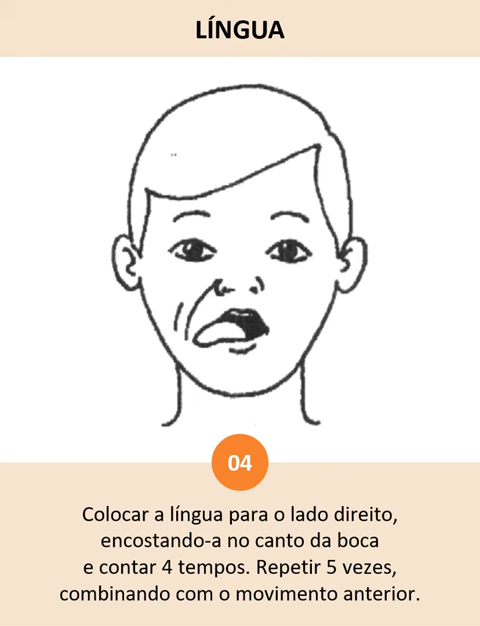 LÍNGUA
04
Colocar a língua para o lado direito,
encostando-a no canto da boca
e contar 4 tempos. Repetir 5 vezes,
combinando com o movimento anterior.